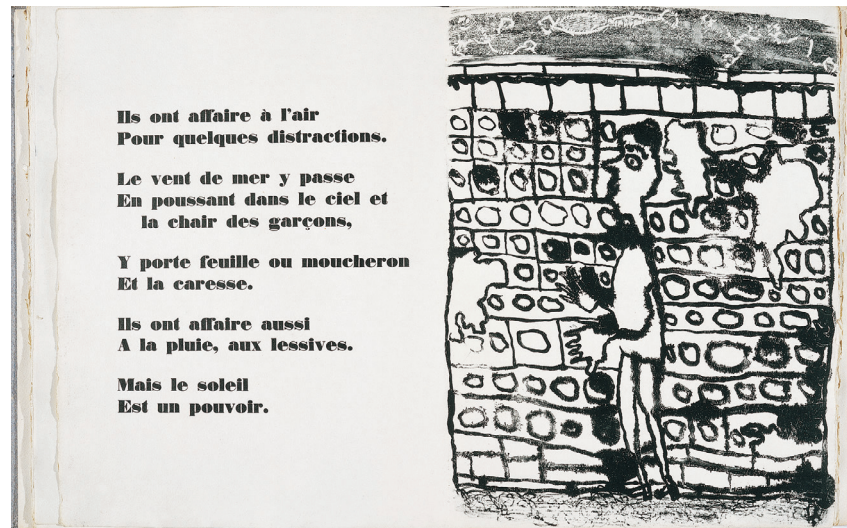 Ils ont affaire à l'air
Pour quelques distractions.
Le vent de mer y passe
En poussant dans le ciel et
la chair des garçons,
Y porte feuille ou moucheron
Et la caresse.
Ils ont affaire aussi
A la pluie, aux lessives.
Mais le soleil
Est un pouvoir.